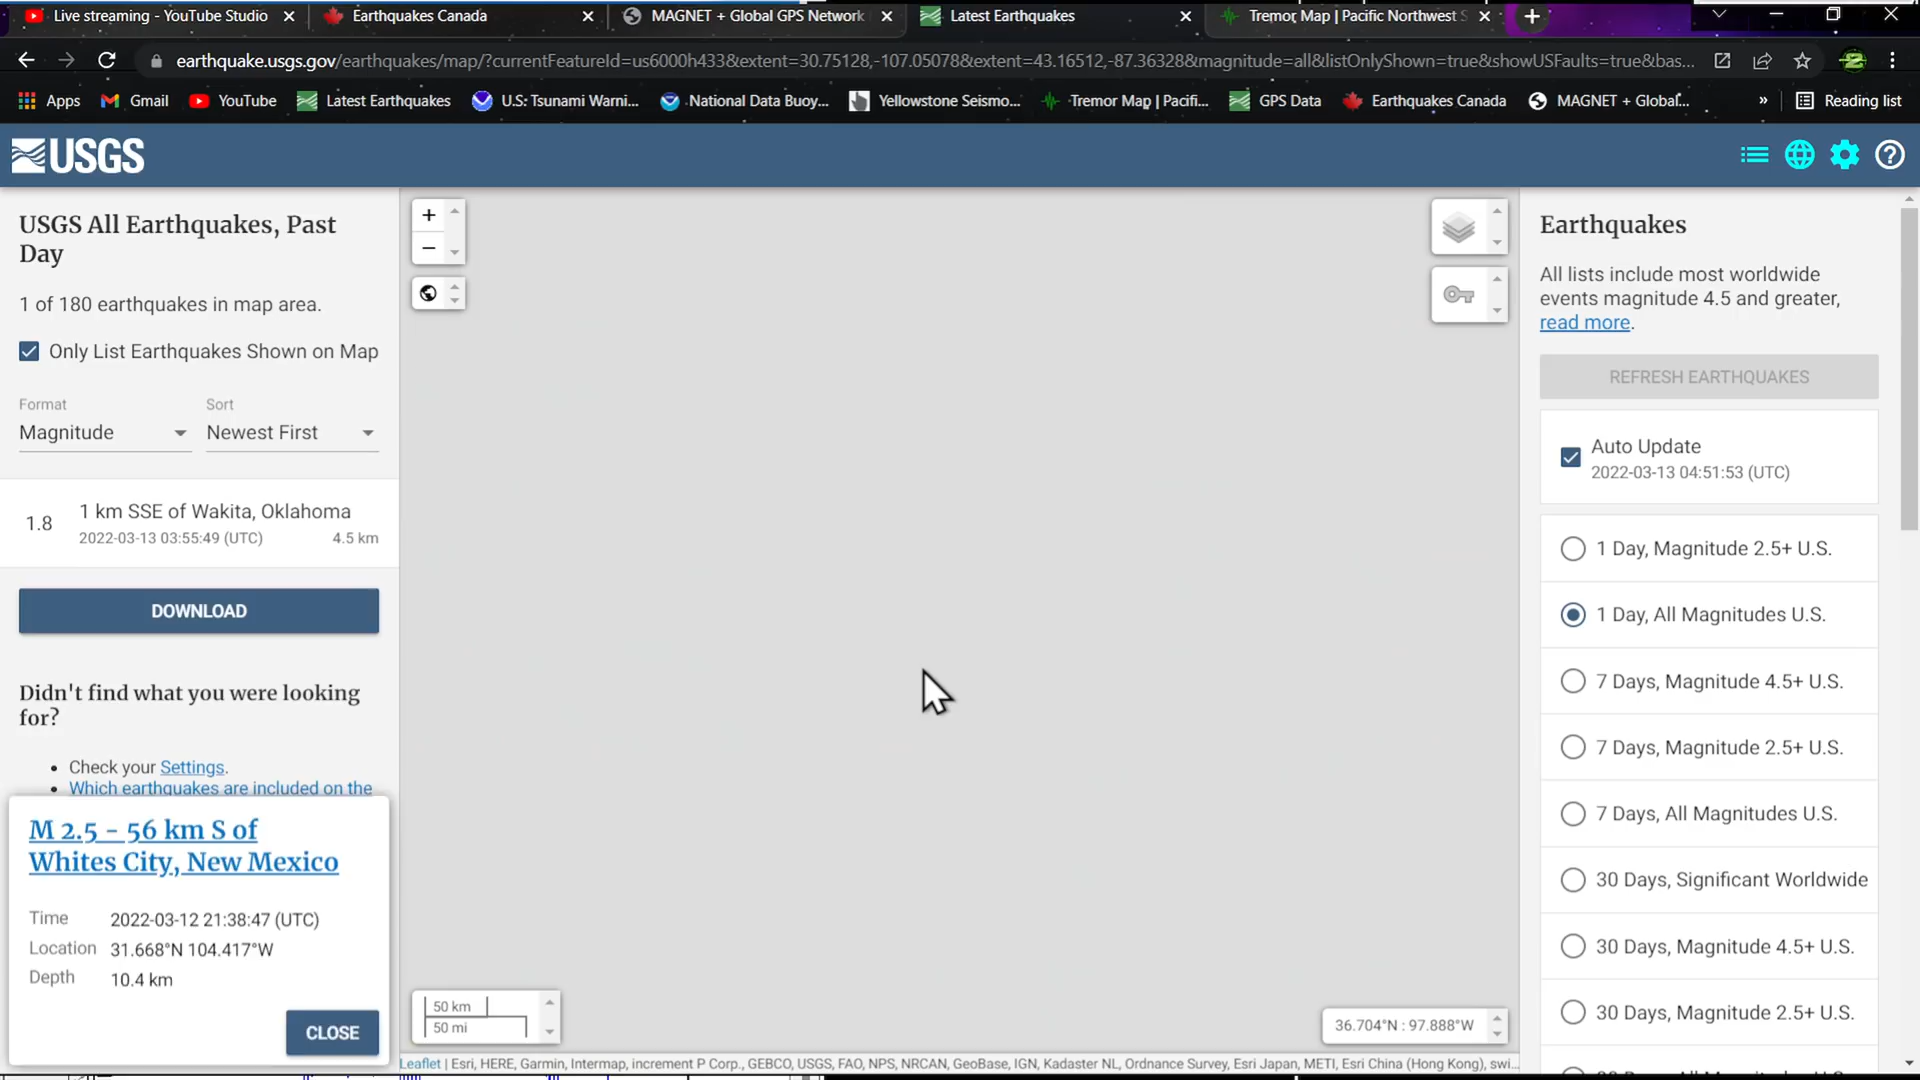 Live streaming - YouTube Studio
Earthquakes Canada
MAGNET + Global GPS Network
Latest Earthquakes
Tremor Map | Pacific Northwest S
earthquake.usgs.gov/earthquakes/map/?currentFeatureId=us6000h433&extent=30.75128,-107.05078&extent=43.16512,-87.36328&magnitude=all&listOnlyShown=true&showUSFaults=true&bas...
Apps
Gmail
YouTube
Latest Earthquakes
U.S: Tsunami Warni...
National Data Buoy...
Yellowstone Seismo...
Tremor Map | Pacifi...
GPS Data
Earthquakes Canada
MAGNET + Global...
»
Reading list
USGS
USGS All Earthquakes, Past
Day
1 of 180 earthquakes in map area.
Only List Earthquakes Shown on Map
Format
Sort
Magnitude
Newest First
1.8
1 km SSE of Wakita, Oklahoma
2022-03-13 03:55:49 (UTC)
4.5 km
DOWNLOAD
Didn't find what you were looking
for?
• Check your Settings.
• Which earthquakes are included on the
M 2.5 - 56 km S of
Whites City, New Mexico
Time 2022-03-12 21:38:47 (UTC)
Location 31.668°N 104.417°W
Depth 10.4 km
CLOSE
+
−
50 km
50 mi
36.704°N : 97.888°W
Leaflet | Esri, HERE, Garmin, Intermap, increment P Corp., GEBCO, USGS, FAO, NPS, NRCAN, GeoBase, IGN, Kadaster NL, Ordnance Survey, Esri Japan, METI, Esri China (Hong Kong), swi...
Earthquakes
All lists include most worldwide
events magnitude 4.5 and greater,
read more.
REFRESH EARTHQUAKES
Auto Update
2022-03-13 04:51:53 (UTC)
1 Day, Magnitude 2.5+ U.S.
1 Day, All Magnitudes U.S.
7 Days, Magnitude 4.5+ U.S.
7 Days, Magnitude 2.5+ U.S.
7 Days, All Magnitudes U.S.
30 Days, Significant Worldwide
30 Days, Magnitude 4.5+ U.S.
30 Days, Magnitude 2.5+ U.S.